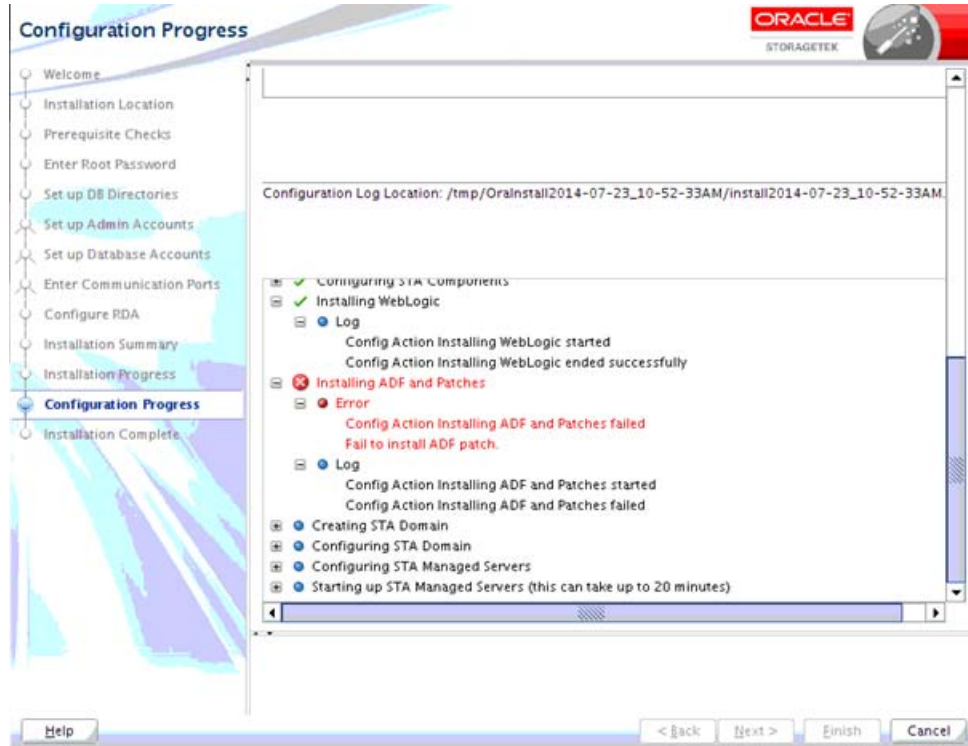 Configuration Progress
ORACLE
STORAGETEK
Welcome
Installation Location
Prerequisite Checks
Enter Root Password
Set up DB Directories
Set up Admin Accounts
Set up Database Accounts
Enter Communication Ports
Configure RDA
Installation Summary
Installation Progress
Configuration Progress
Installation Complete
Configuration Log Location: /tmp/OraInstall2014-07-23_10-52-33AM/install2014-07-23_10-52-33AM.
Configuring STA Components
Installing WebLogic
Log
Config Action Installing WebLogic started
Config Action Installing WebLogic ended successfully
Installing ADF and Patches
Error
Config Action Installing ADF and Patches failed
Fail to install ADF patch.
Log
Config Action Installing ADF and Patches started
Config Action Installing ADF and Patches failed
Creating STA Domain
Configuring STA Domain
Configuring STA Managed Servers
Starting up STA Managed Servers (this can take up to 20 minutes)
Help
< Back
Next >
Finish
Cancel